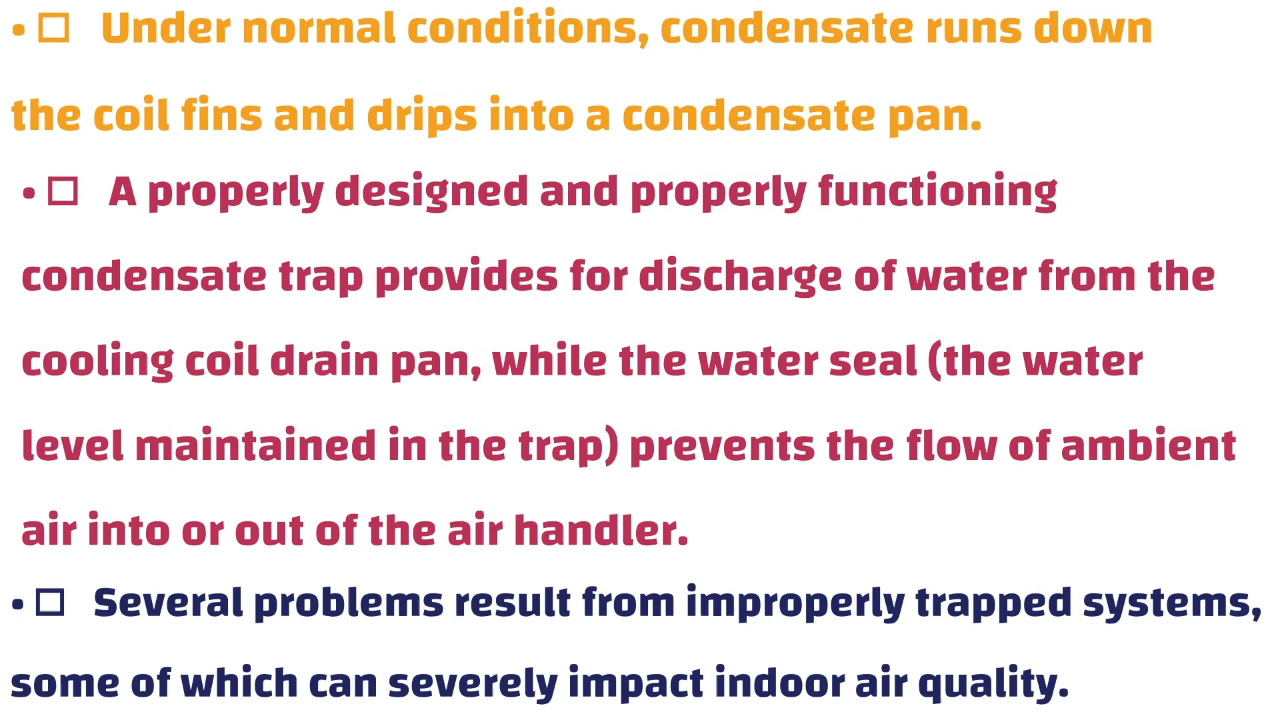 • □ Under normal conditions, condensate runs down
the coil fins and drips into a condensate pan.
• □ A properly designed and properly functioning
condensate trap provides for discharge of water from the
cooling coil drain pan, while the water seal (the water
level maintained in the trap) prevents the flow of ambient
air into or out of the air handler.
• □ Several problems result from improperly trapped systems,
some of which can severely impact indoor air quality.